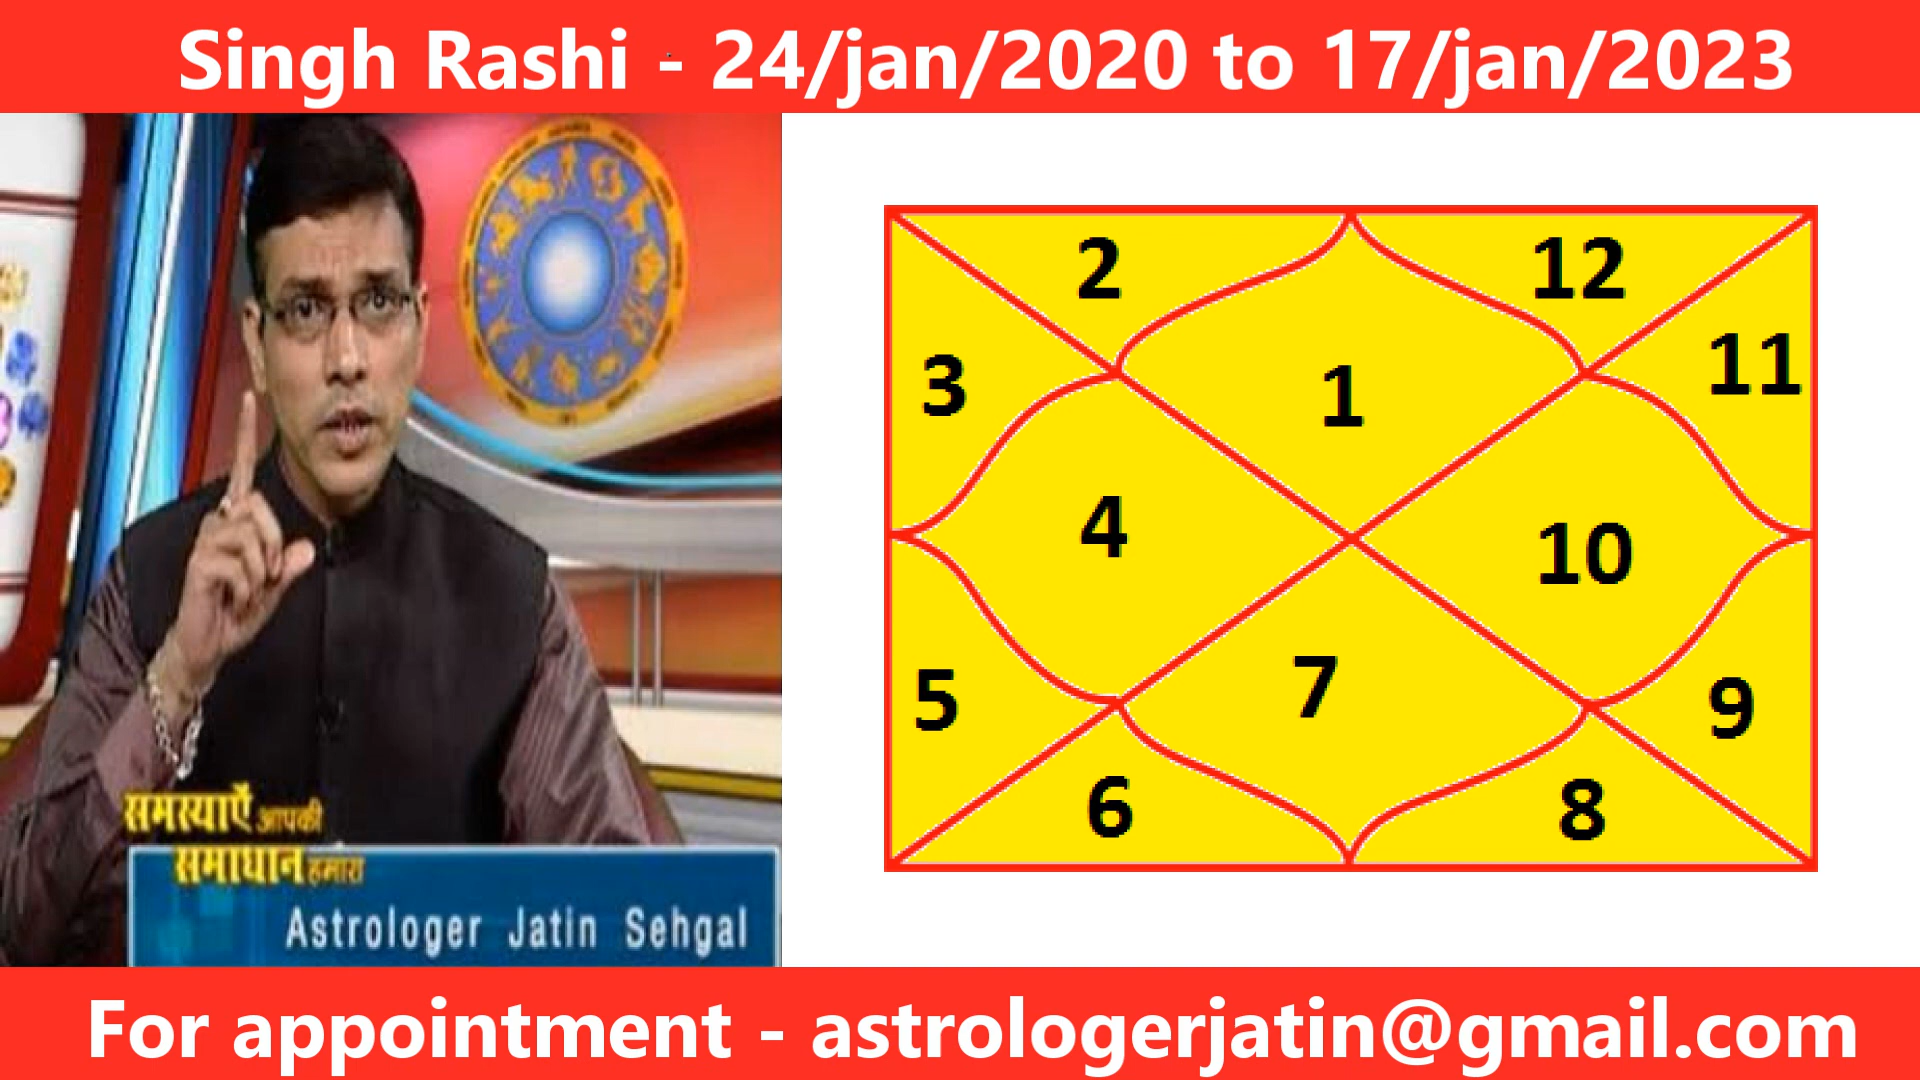 Singh Rashi - 24/jan/2020 to 17/jan/2023
समस्याएँ आपकी
समाधान हमारा
Astrologer Jatin Sehgal
2
12
3
11
1
4
10
5
7
9
6
8
For appointment - astrologerjatin@gmail.com